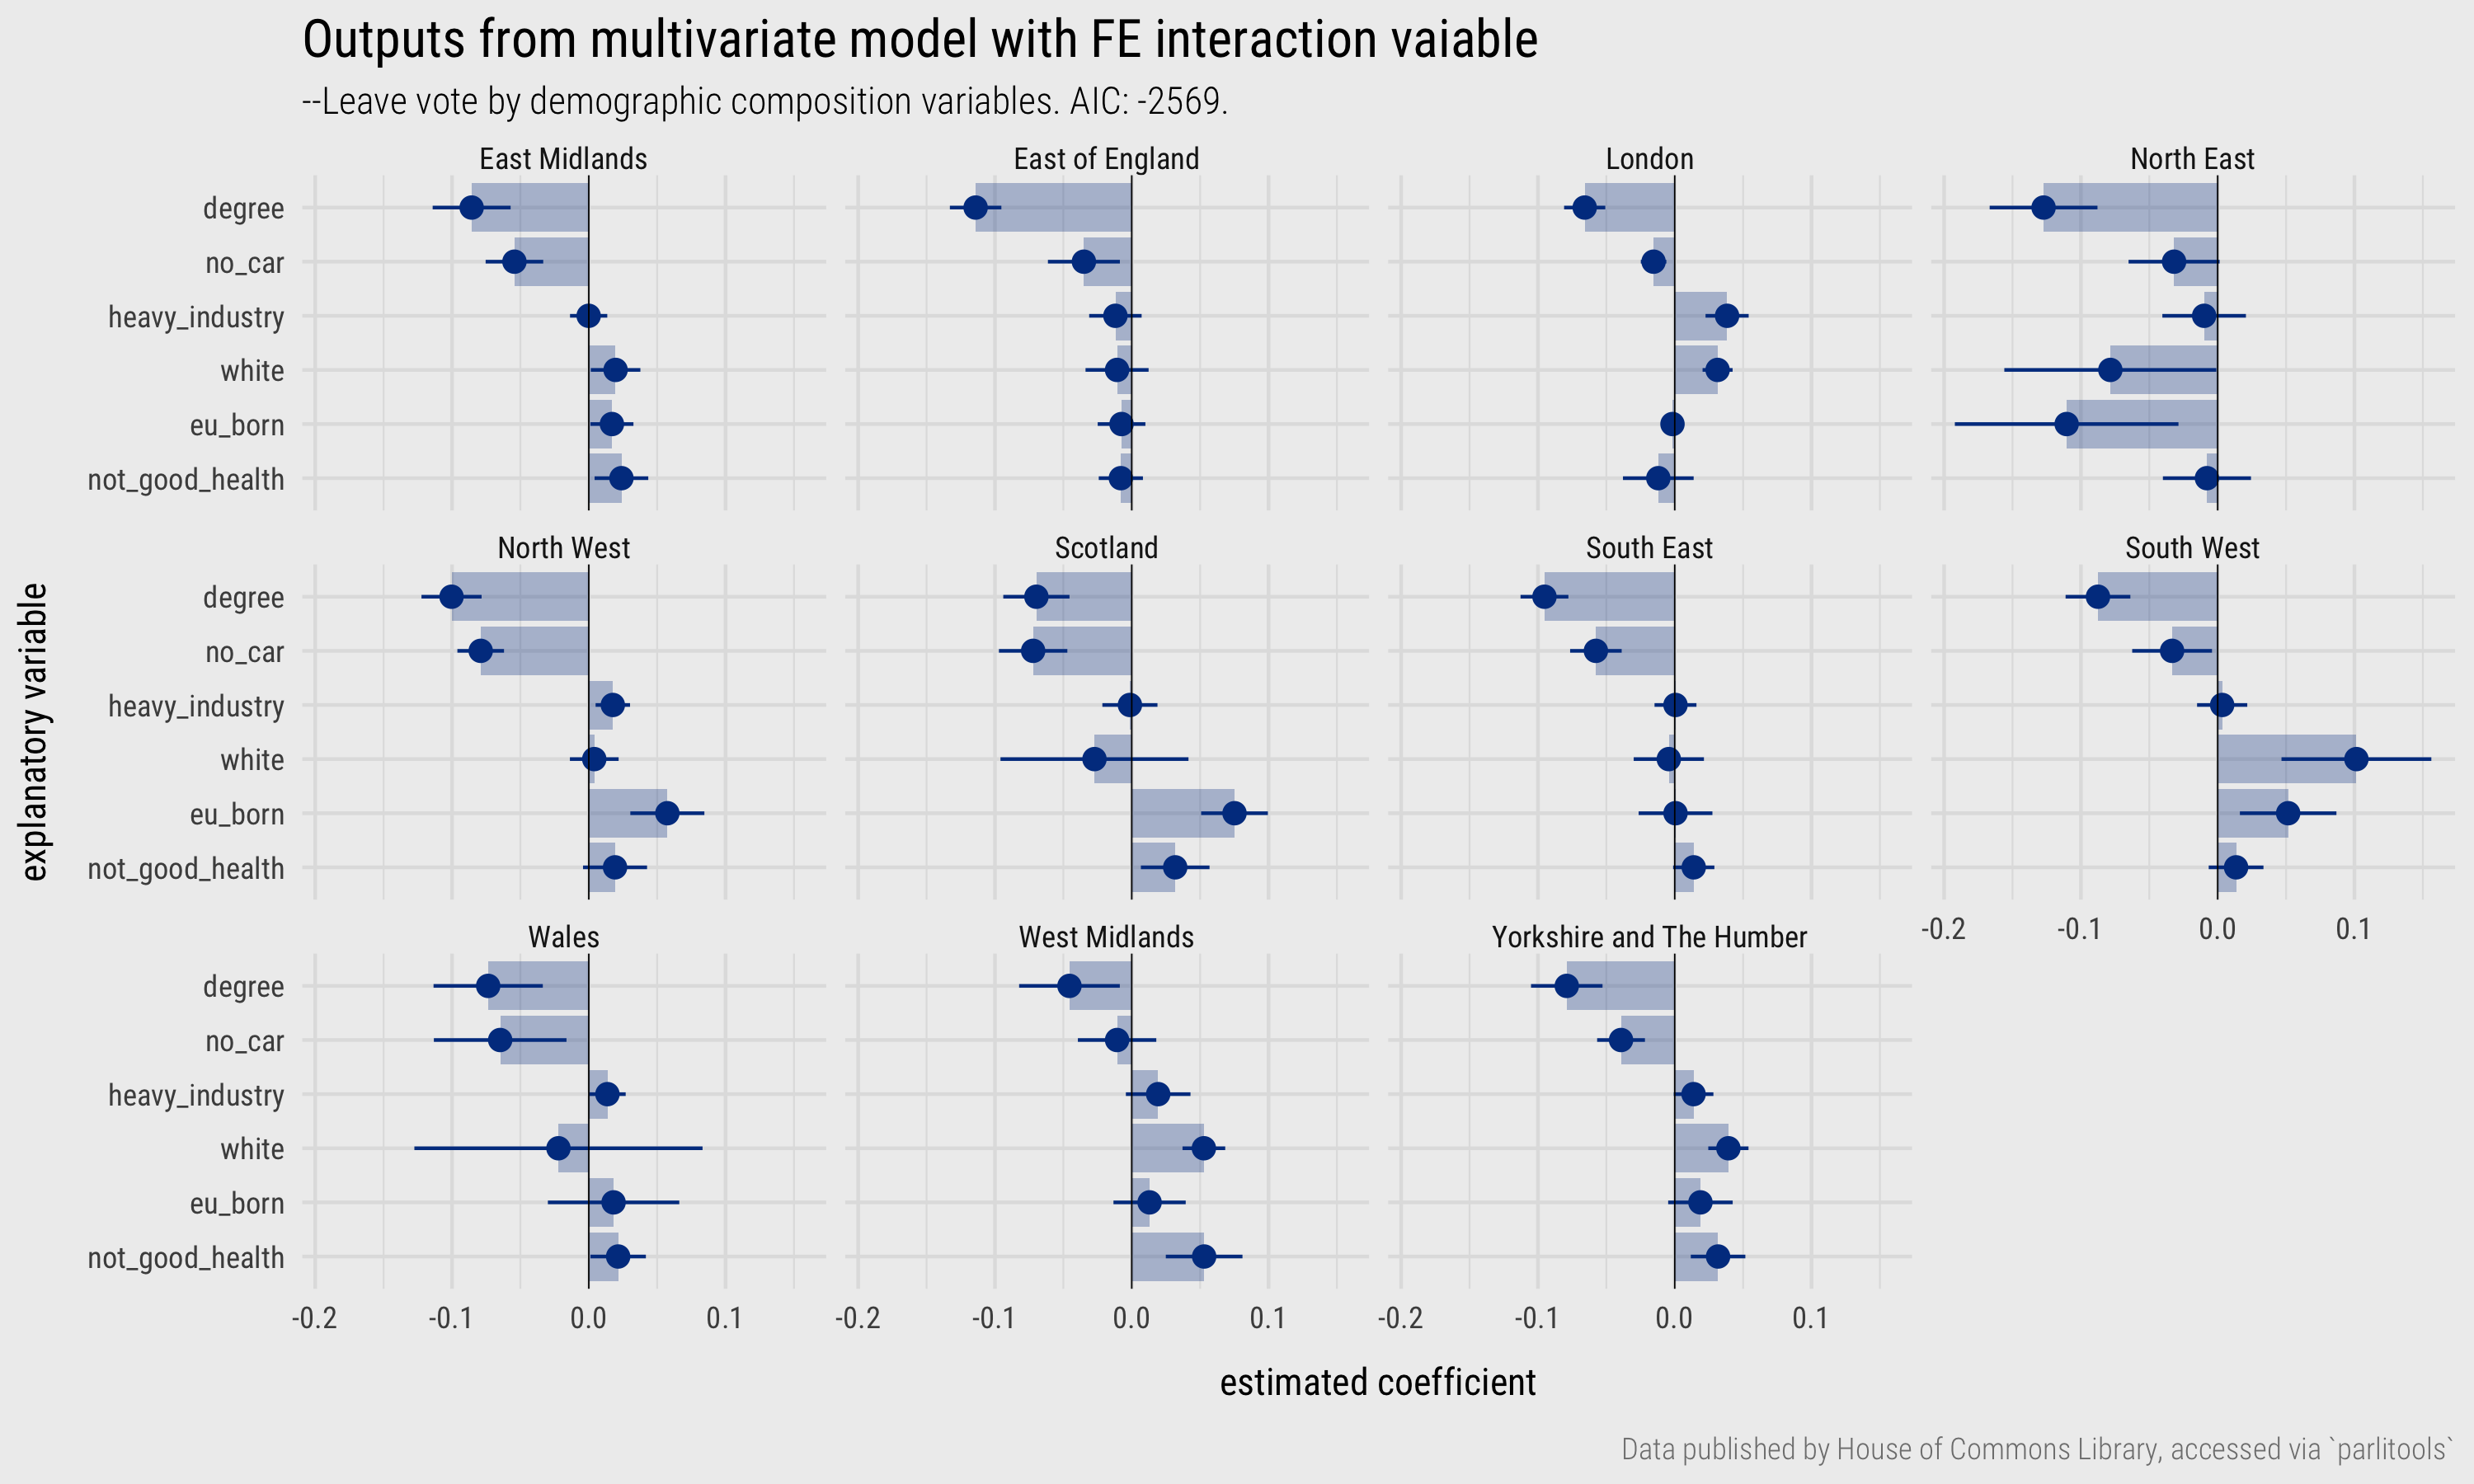 Outputs from multivariate model with FE interaction vaiable
--Leave vote by demographic composition variables. AIC: -2569.
East Midlands East of England London North East
degree
no_car
heavy_industry
white
eu_born
not_good_health
North West Scotland South East South West
degree
no_car
heavy_industry
white
eu_born
not_good_health
explanatory variable
-0.2 -0.1 0.0 0.1
Wales West Midlands Yorkshire and The Humber
degree
no_car
heavy_industry
white
eu_born
not_good_health
-0.2 -0.1 0.0 0.1 -0.2 -0.1 0.0 0.1 -0.2 -0.1 0.0 0.1
estimated coefficient
Data published by House of Commons Library, accessed via `parlitools`